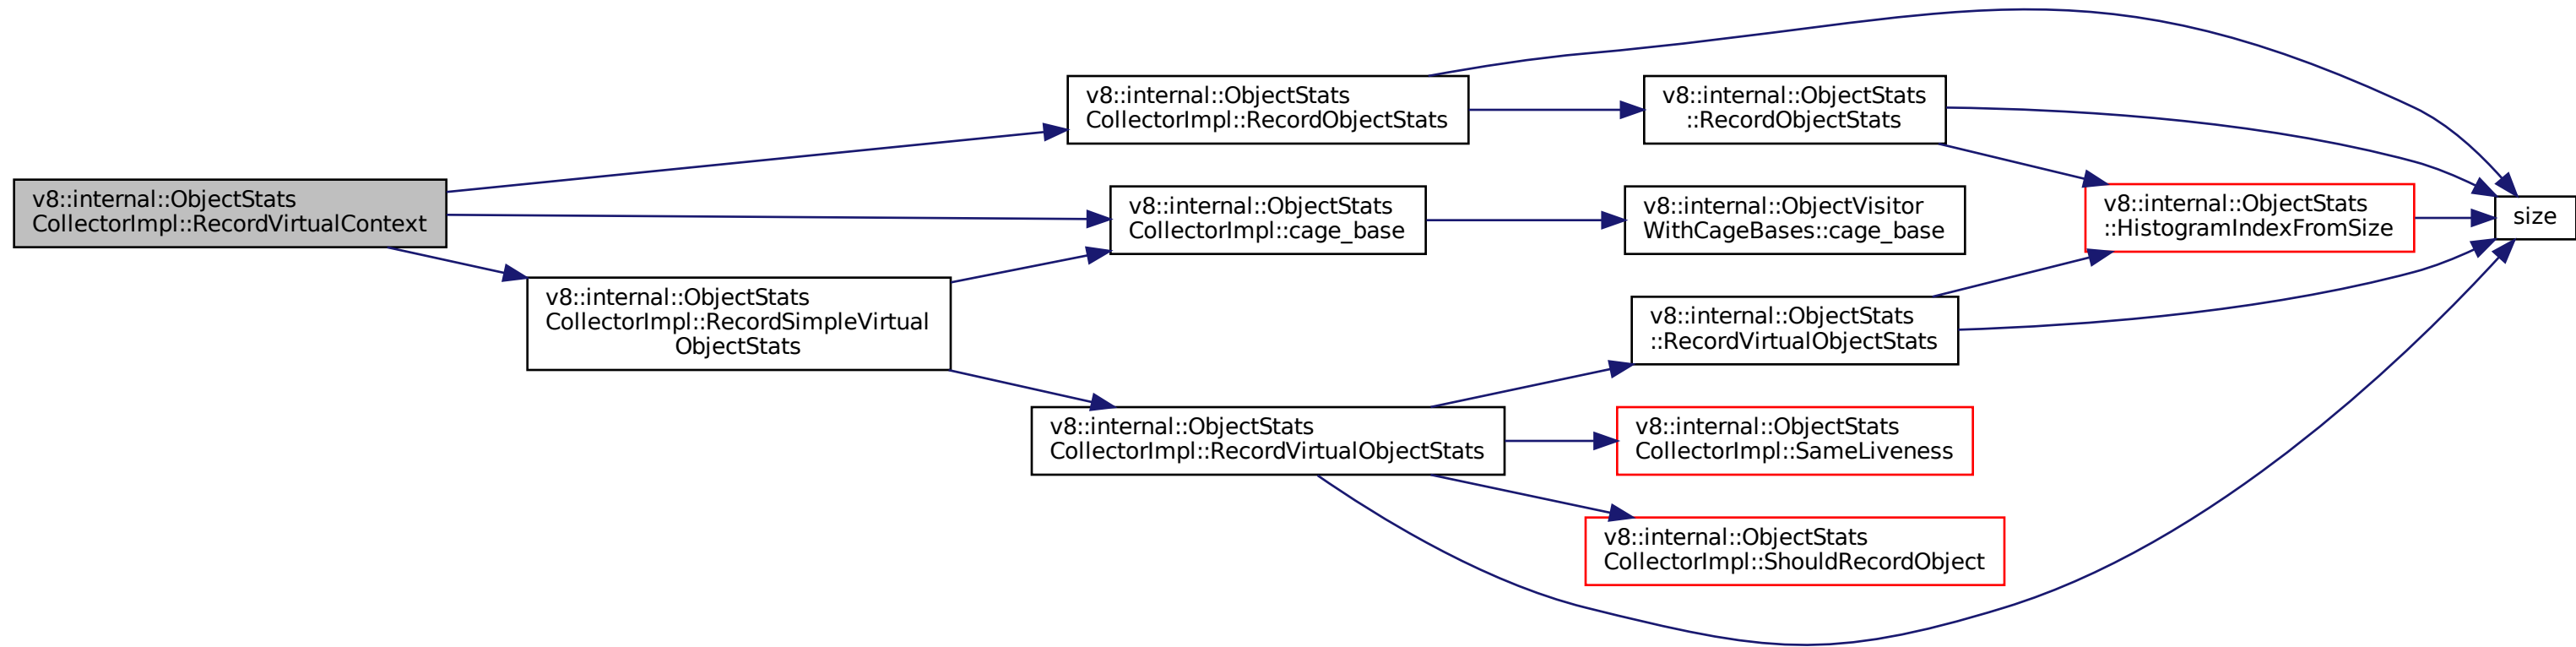 v8::internal::ObjectStats
CollectorImpl::RecordVirtualContext
v8::internal::ObjectStats
CollectorImpl::RecordObjectStats
v8::internal::ObjectStats
::RecordObjectStats
v8::internal::ObjectStats
::HistogramIndexFromSize
size
v8::internal::ObjectStats
CollectorImpl::cage_base
v8::internal::ObjectVisitor
WithCageBases::cage_base
v8::internal::ObjectStats
CollectorImpl::RecordSimpleVirtual
ObjectStats
v8::internal::ObjectStats
CollectorImpl::RecordVirtualObjectStats
v8::internal::ObjectStats
::RecordVirtualObjectStats
v8::internal::ObjectStats
CollectorImpl::SameLiveness
v8::internal::ObjectStats
CollectorImpl::ShouldRecordObject